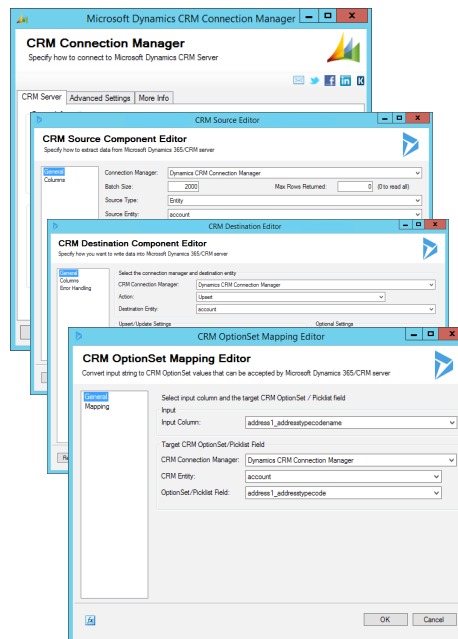 Microsoft Dynamics CRM Connection Manager
CRM Connection Manager
Specify how to connect to Microsoft Dynamics CRM Server
CRM Server Advanced Settings More Info
CRM Source Editor
CRM Source Component Editor
Specify how to extract data from Microsoft Dynamics 365/CRM server
General
Columns
Connection Manager: Dynamics CRM Connection Manager
Batch Size: 2000 Max Rows Returned: 0 (0 to read all)
Source Type: Entity
Source Entity: account
CRM Destination Editor
CRM Destination Component Editor
Specify how you want to write data into Microsoft Dynamics 365/CRM server
General
Columns
Error Handling
Select the connection manager and destination entity
CRM Connection Manager: Dynamics CRM Connection Manager
Action: Upsert
Destination Entity: account
Upsert/Update Settings Optional Settings
CRM OptionSet Mapping Editor
CRM OptionSet Mapping Editor
Convert input string to CRM OptionSet values that can be accepted by Microsoft Dynamics 365/CRM server
General
Mapping
Select input column and the target CRM OptionSet / Picklist field
Input
Input Column: address1_addresstypecodename
Target CRM OptionSet/Picklist Field
CRM Connection Manager: Dynamics CRM Connection Manager
CRM Entity: account
OptionSet/Picklist Field: address1_addresstypecode
fx OK Cancel